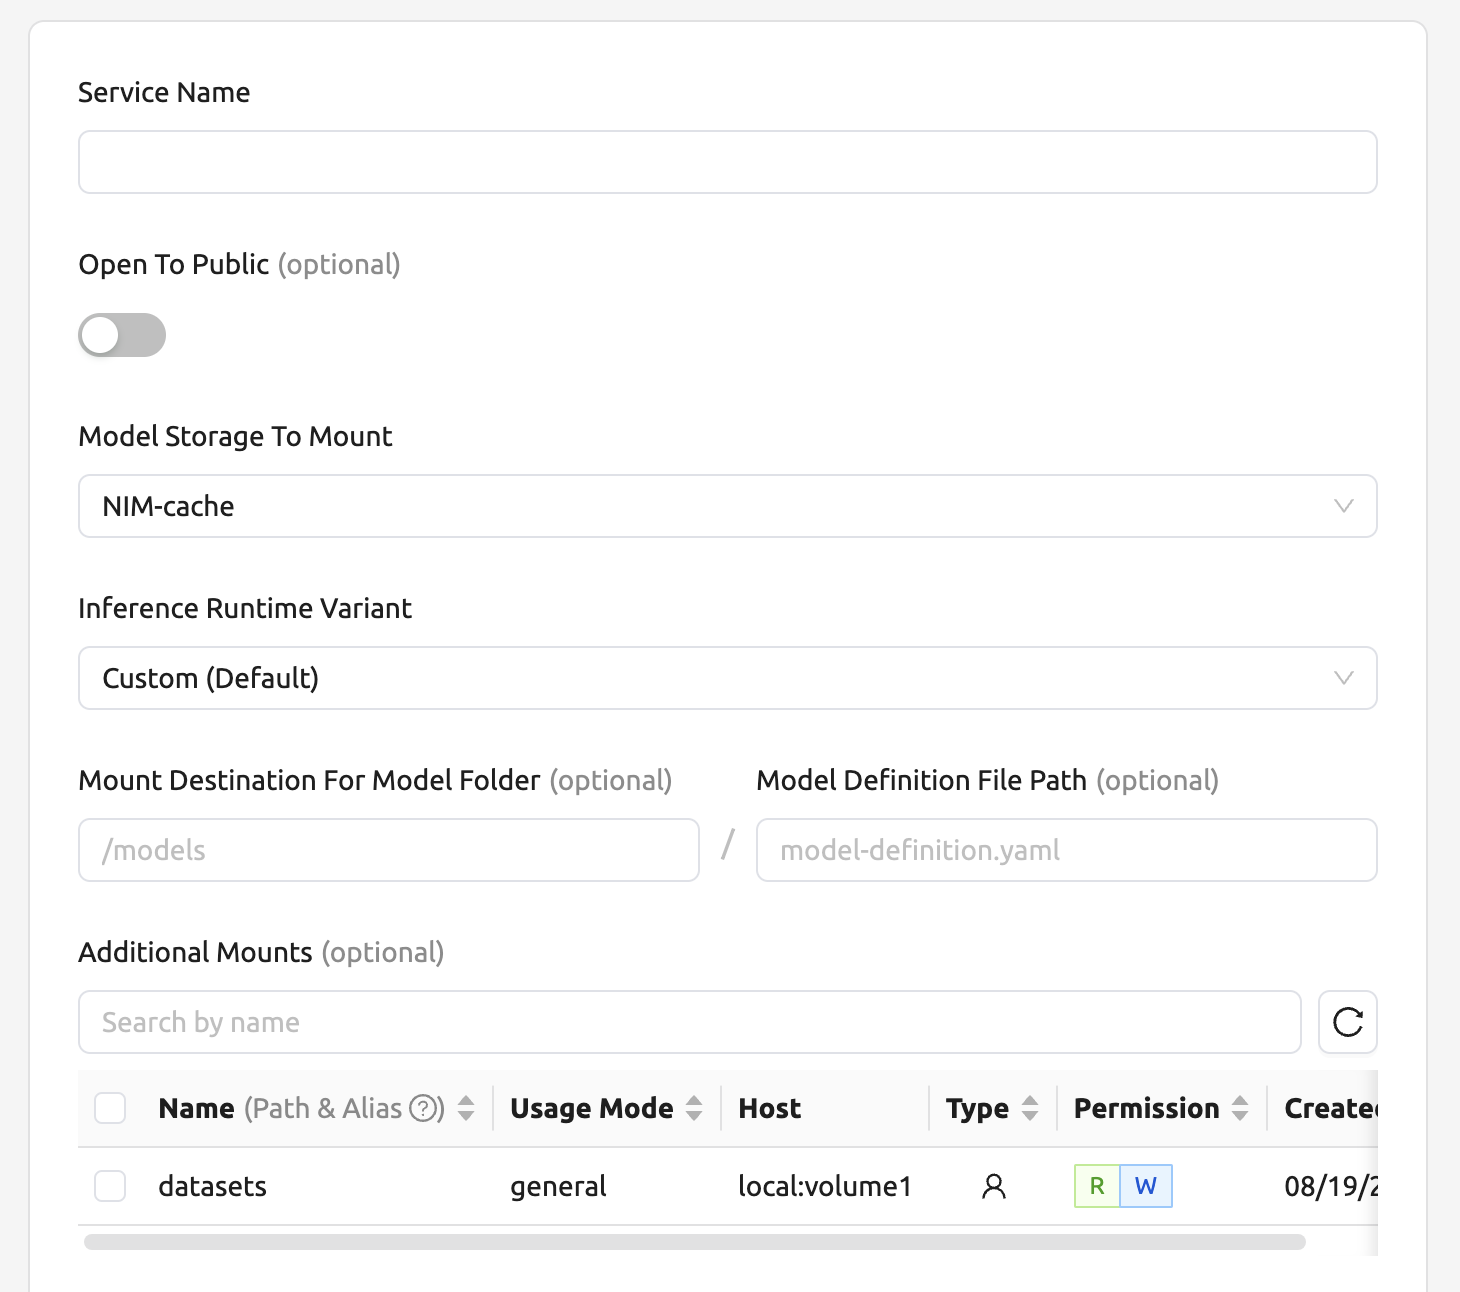 Service Name
Open To Public (optional)
Model Storage To Mount
NIM-cache
Inference Runtime Variant
Custom (Default)
Mount Destination For Model Folder (optional) Model Definition File Path (optional)
/models / model-definition.yaml
Additional Mounts (optional)
Search by name
Name (Path & Alias ?) Usage Mode Host Type Permission Create
datasets general local:volume1 R W 08/19/2